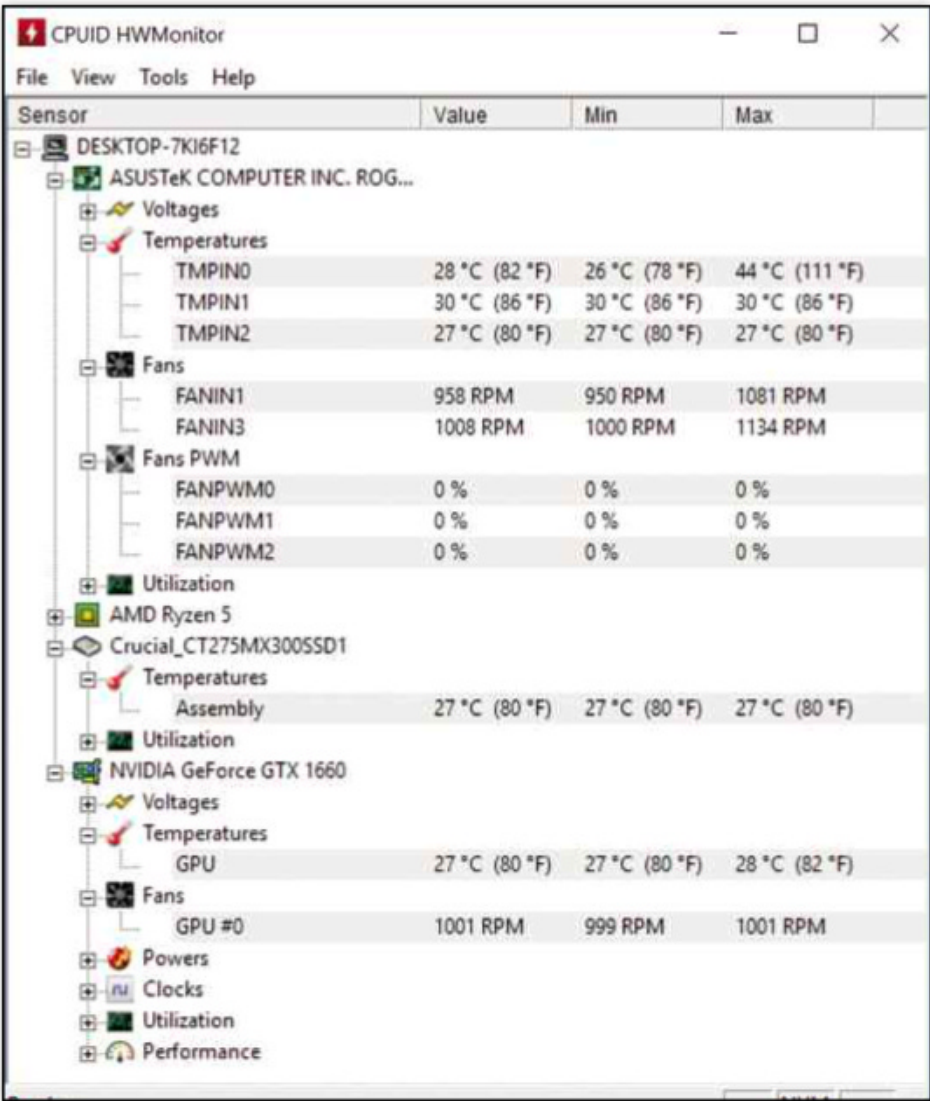 CPUID HWMonitor
File View Tools Help
Sensor Value Min Max
DESKTOP-7KI6F12
ASUSTeK COMPUTER INC. ROG...
Voltages
Temperatures
TMPIN0 28 °C (82 °F) 26 °C (78 °F) 44 °C (111 °F)
TMPIN1 30 °C (86 °F) 30 °C (86 °F) 30 °C (86 °F)
TMPIN2 27 °C (80 °F) 27 °C (80 °F) 27 °C (80 °F)
Fans
FANIN1 958 RPM 950 RPM 1081 RPM
FANIN3 1008 RPM 1000 RPM 1134 RPM
Fans PWM
FANPWM0 0 % 0 % 0 %
FANPWM1 0 % 0 % 0 %
FANPWM2 0 % 0 % 0 %
Utilization
AMD Ryzen 5
Crucial_CT275MX300SSD1
Temperatures
Assembly 27 °C (80 °F) 27 °C (80 °F) 27 °C (80 °F)
Utilization
NVIDIA GeForce GTX 1660
Voltages
Temperatures
GPU 27 °C (80 °F) 27 °C (80 °F) 28 °C (82 °F)
Fans
GPU #0 1001 RPM 999 RPM 1001 RPM
Powers
Clocks
Utilization
Performance